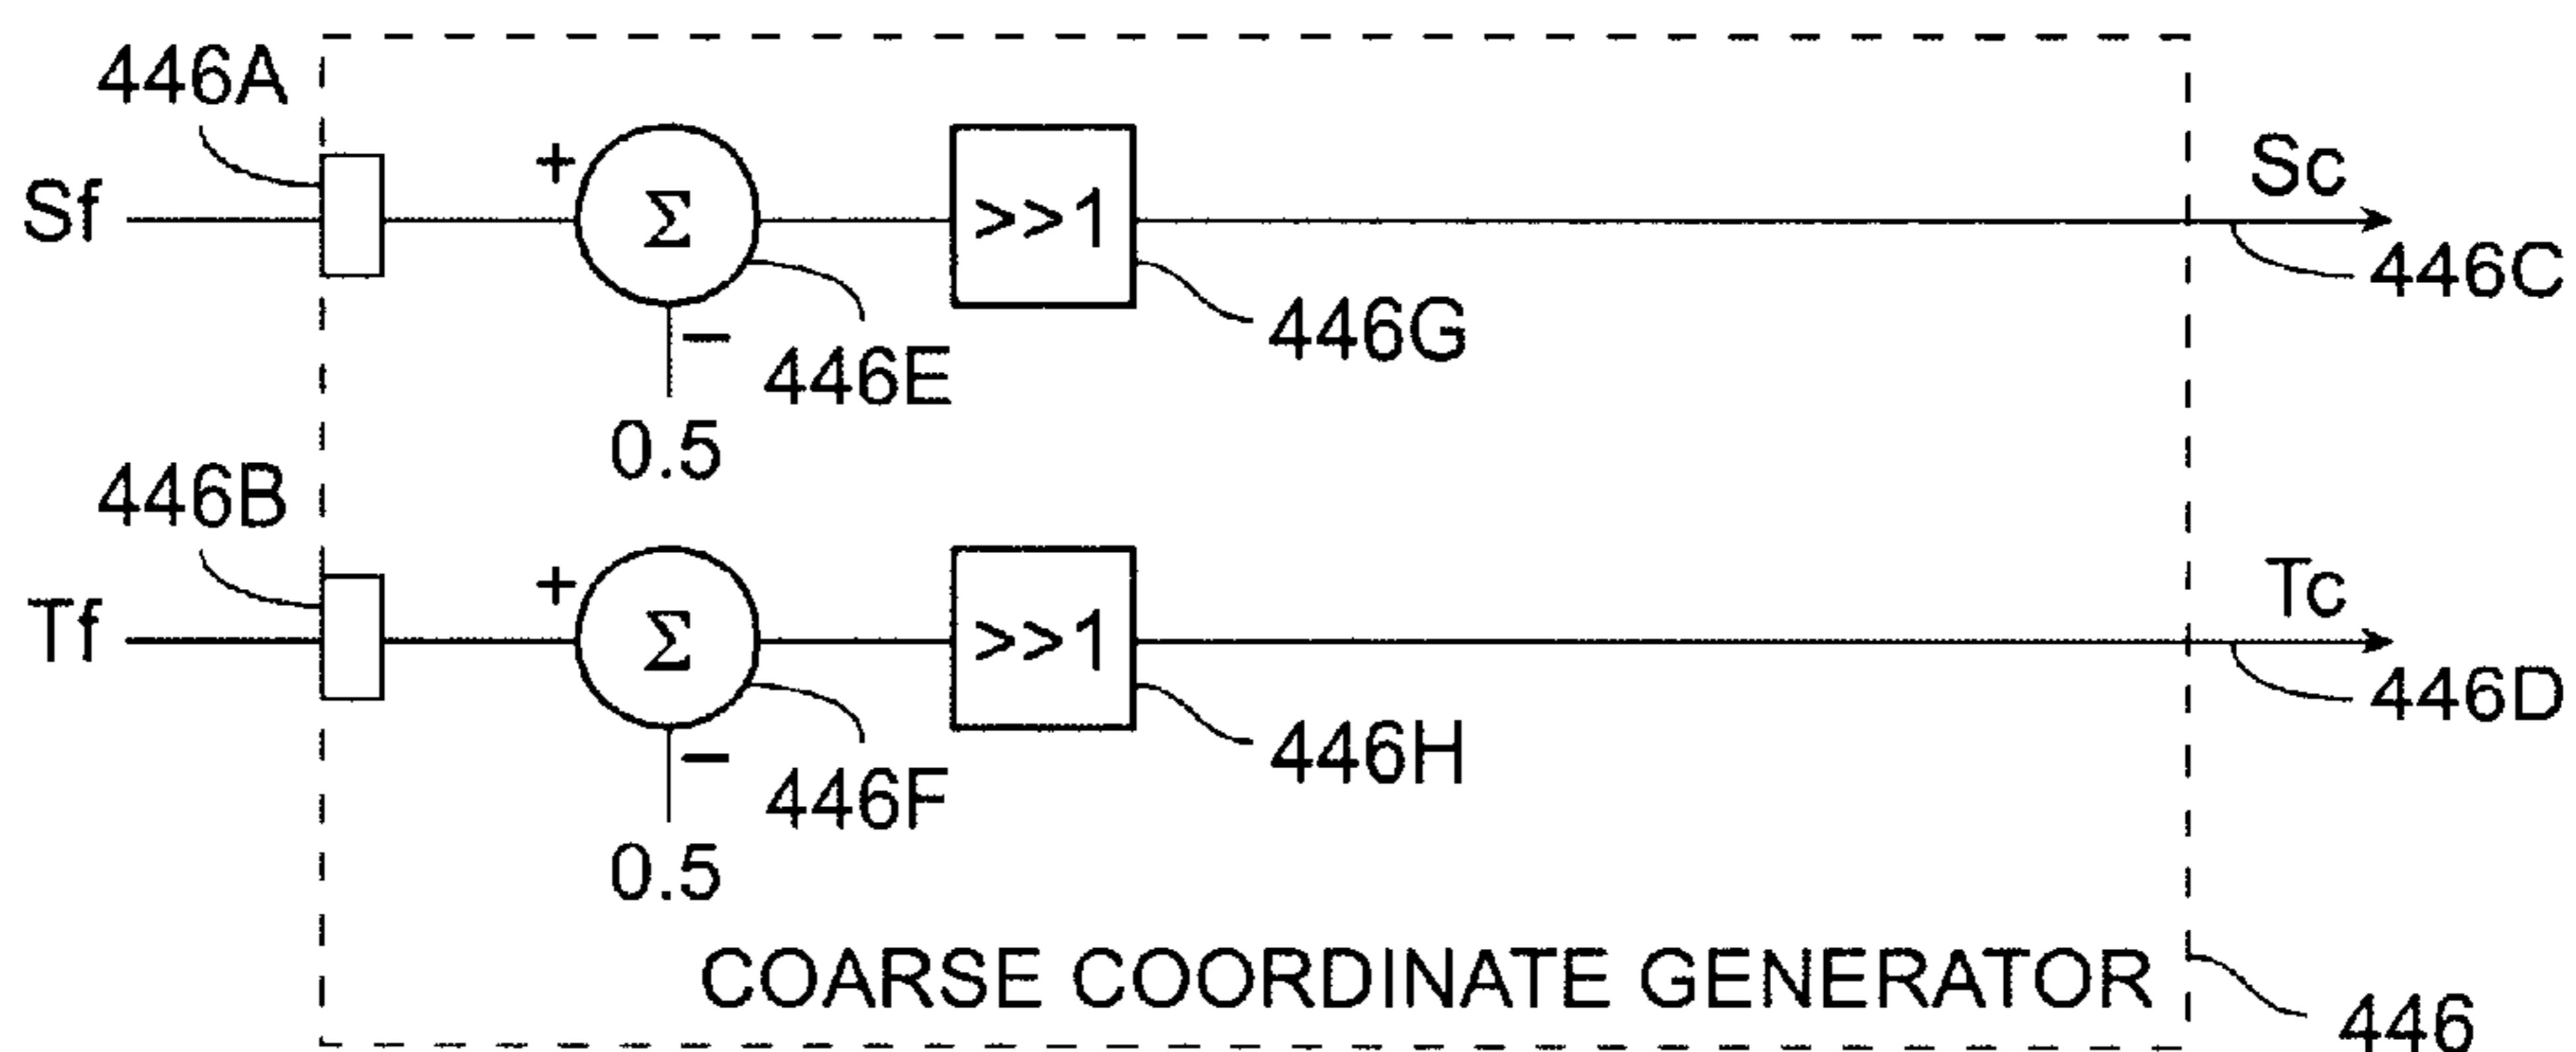 446A
Sf
+
Σ
−
0.5
446E
>>1
446G
Sc
446C
446B
Tf
+
Σ
−
0.5
446F
>>1
446H
Tc
446D
COARSE COORDINATE GENERATOR
446